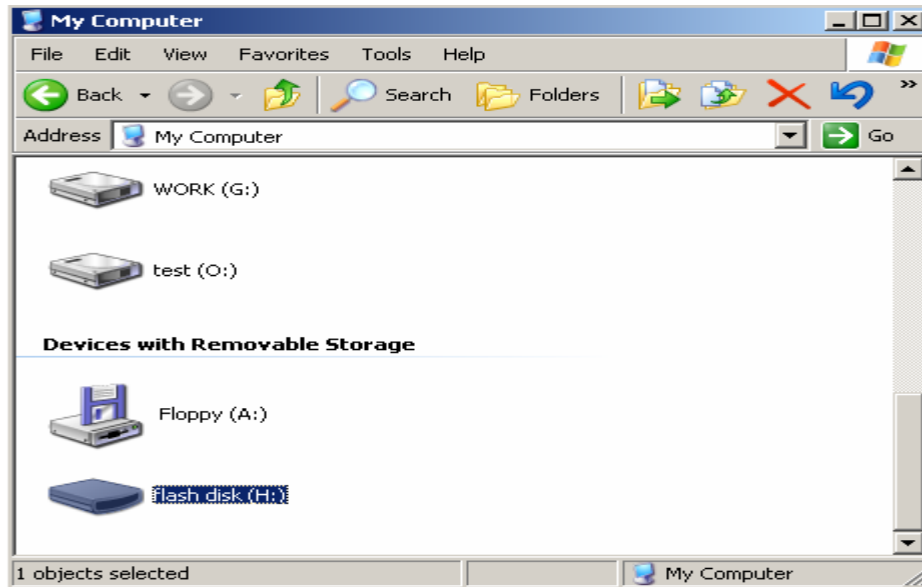 My Computer
File Edit View Favorites Tools Help
Back Search Folders »
Address My Computer Go
WORK (G:)
test (O:)
Devices with Removable Storage
Floppy (A:)
flash disk (H:)
1 objects selected My Computer